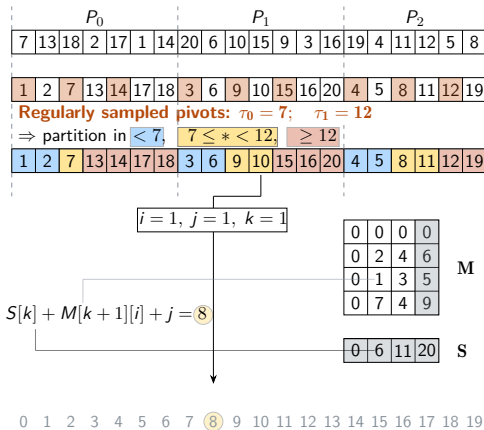 P₀ P₁ P₂
7 13 18 2 17 1 14 20 6 10 15 9 3 16 19 4 11 12 5 8
1 2 7 13 14 17 18 3 6 9 10 15 16 20 4 5 8 11 12 19
Regularly sampled pivots: τ₀ = 7; τ₁ = 12
⇒ partition in < 7, 7 ≤ * < 12, ≥ 12
1 2 7 13 14 17 18 3 6 9 10 15 16 20 4 5 8 11 12 19
i = 1, j = 1, k = 1
0 0 0 0
0 2 4 6
0 1 3 5
0 7 4 9
M
S[k] + M[k+1][i] + j = 8
0 6 11 20 S
0 1 2 3 4 5 6 7 8 9 10 11 12 13 14 15 16 17 18 19